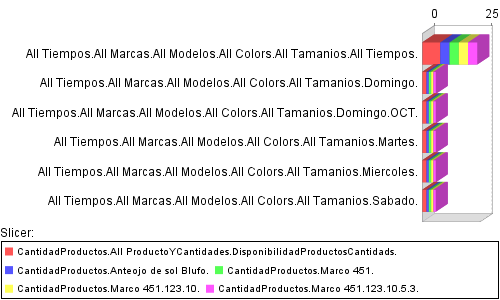 0 25
All Tiempos.All Marcas.All Modelos.All Colors.All Tamanios.All Tiempos.
All Tiempos.All Marcas.All Modelos.All Colors.All Tamanios.Domingo.
All Tiempos.All Marcas.All Modelos.All Colors.All Tamanios.Domingo.OCT.
All Tiempos.All Marcas.All Modelos.All Colors.All Tamanios.Martes.
All Tiempos.All Marcas.All Modelos.All Colors.All Tamanios.Miercoles.
All Tiempos.All Marcas.All Modelos.All Colors.All Tamanios.Sabado.
Slicer:
CantidadProductos.All ProductoYCantidades.DisponibilidadProductosCantidads.
CantidadProductos.Anteojo de sol Blufo. CantidadProductos.Marco 451.
CantidadProductos.Marco 451.123.10. CantidadProductos.Marco 451.123.10.5.3.